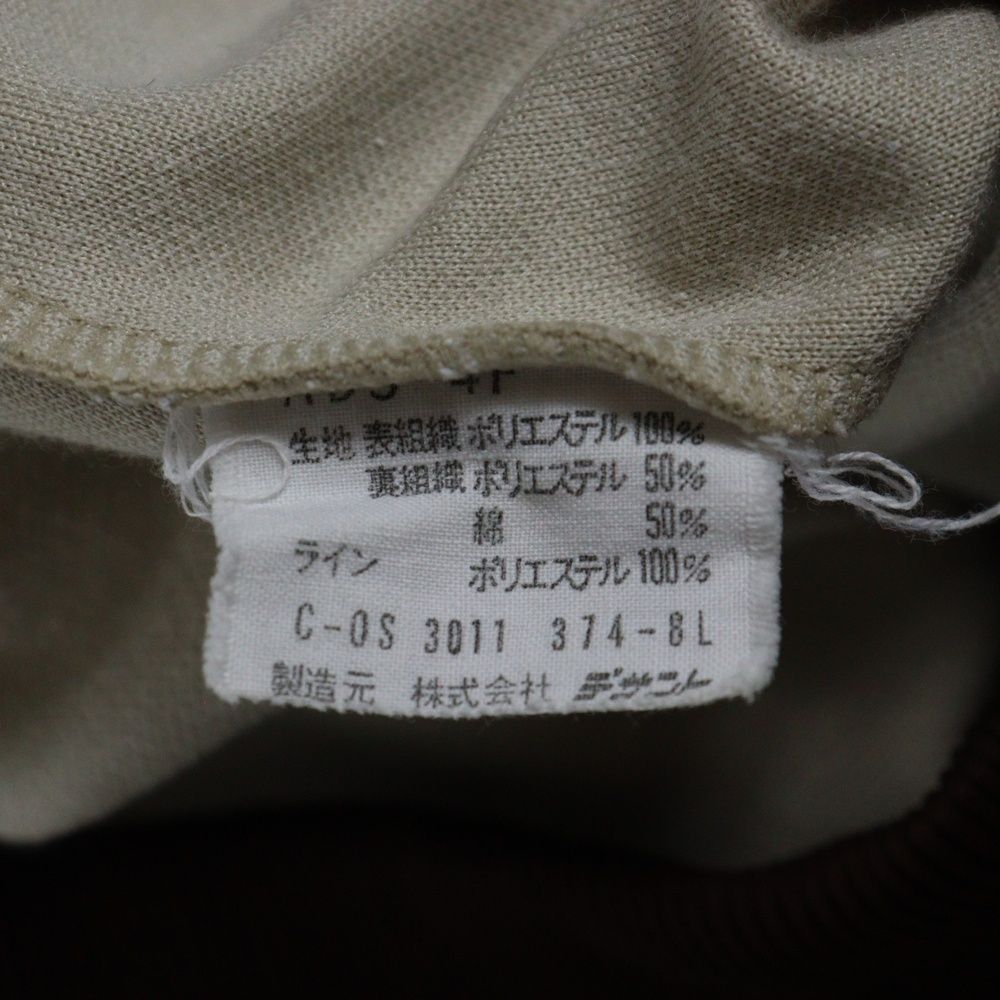 生地 表組織 ポリエステル 100%
裏組織 ポリエステル 50%
綿 50%
ライン ポリエステル 100%
C-OS 3011 374-8L
製造元 株式会社 デサント